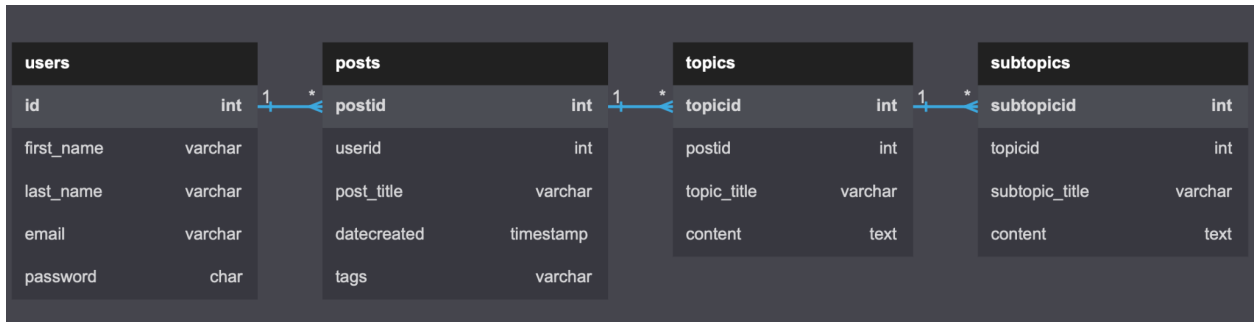 users
id int
first_name varchar
last_name varchar
email varchar
password char
1 *
posts
postid int
userid int
post_title varchar
datecreated timestamp
tags varchar
1 *
topics
topicid int
postid int
topic_title varchar
content text
1 *
subtopics
subtopicid int
topicid int
subtopic_title varchar
content text